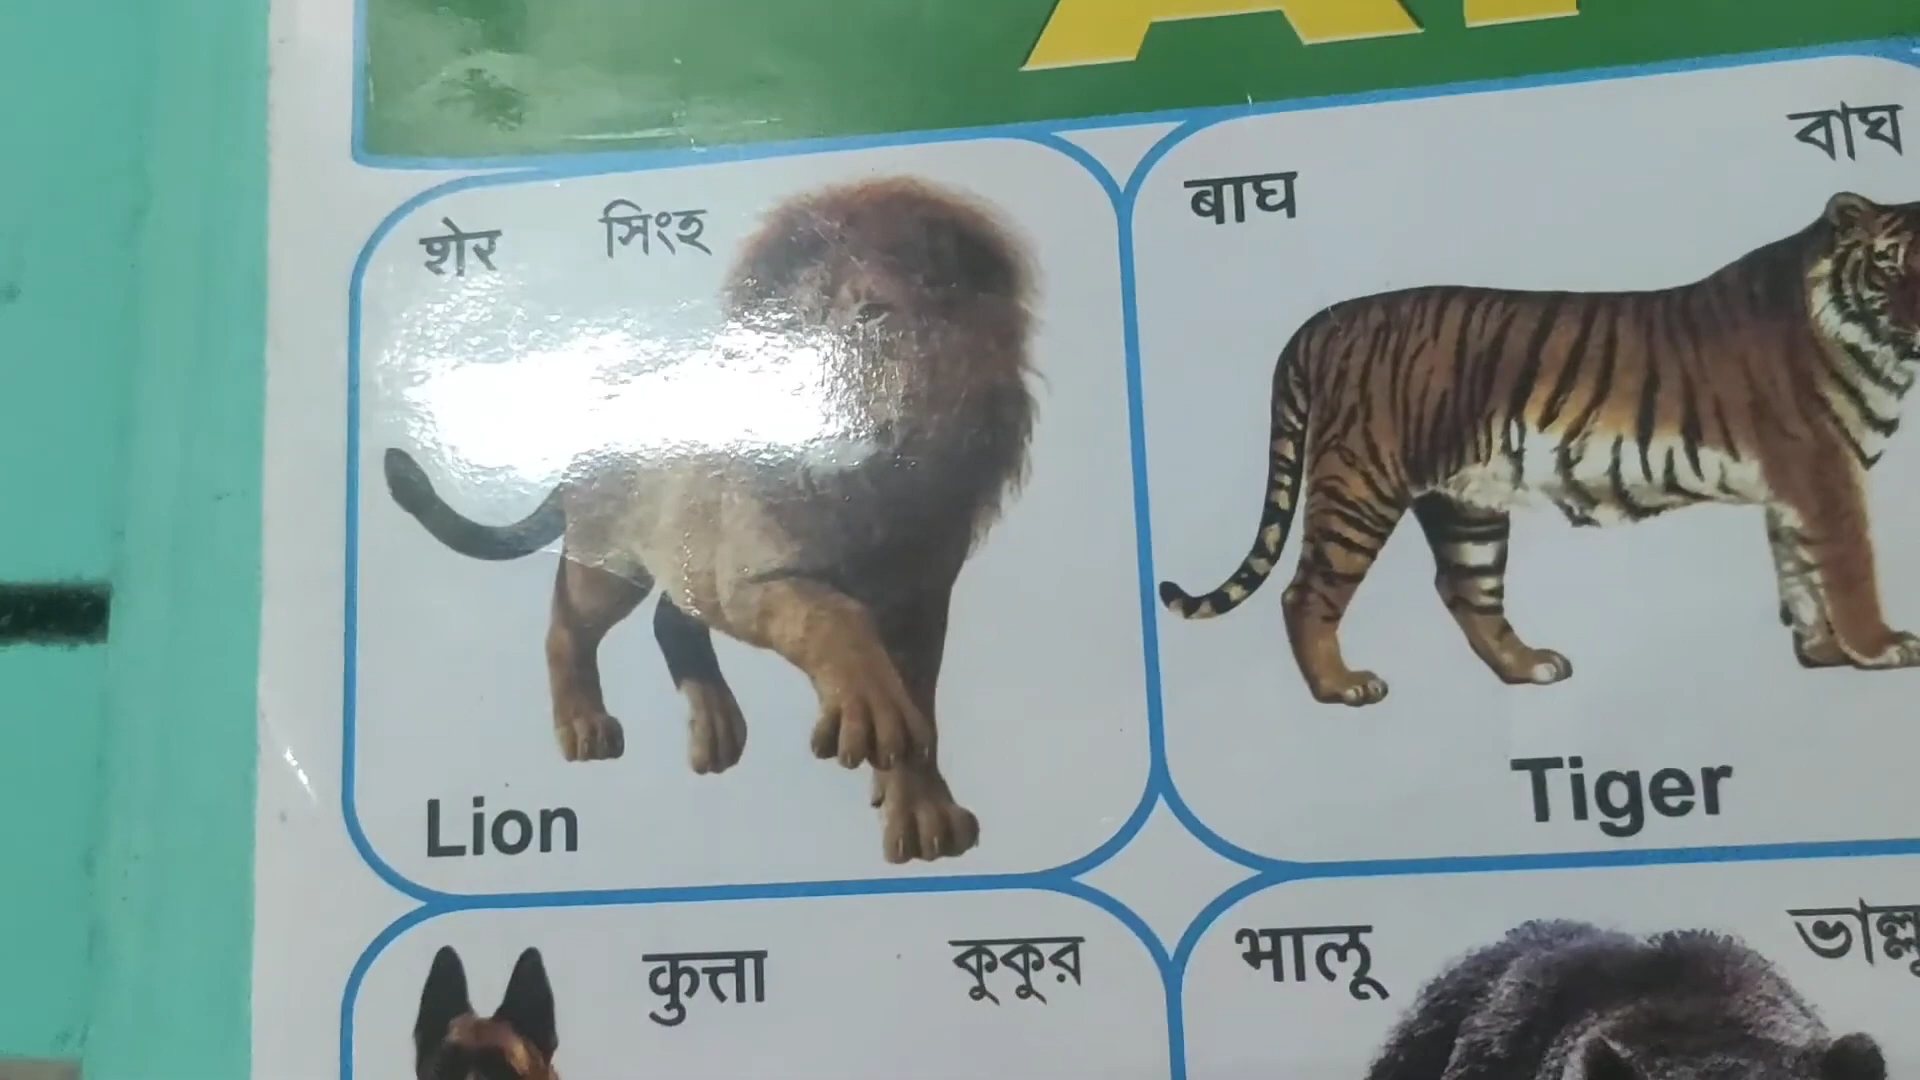 शेर सिংহ
बाघ বাঘ
Lion
Tiger
कुत्ता কুকুর
भालू